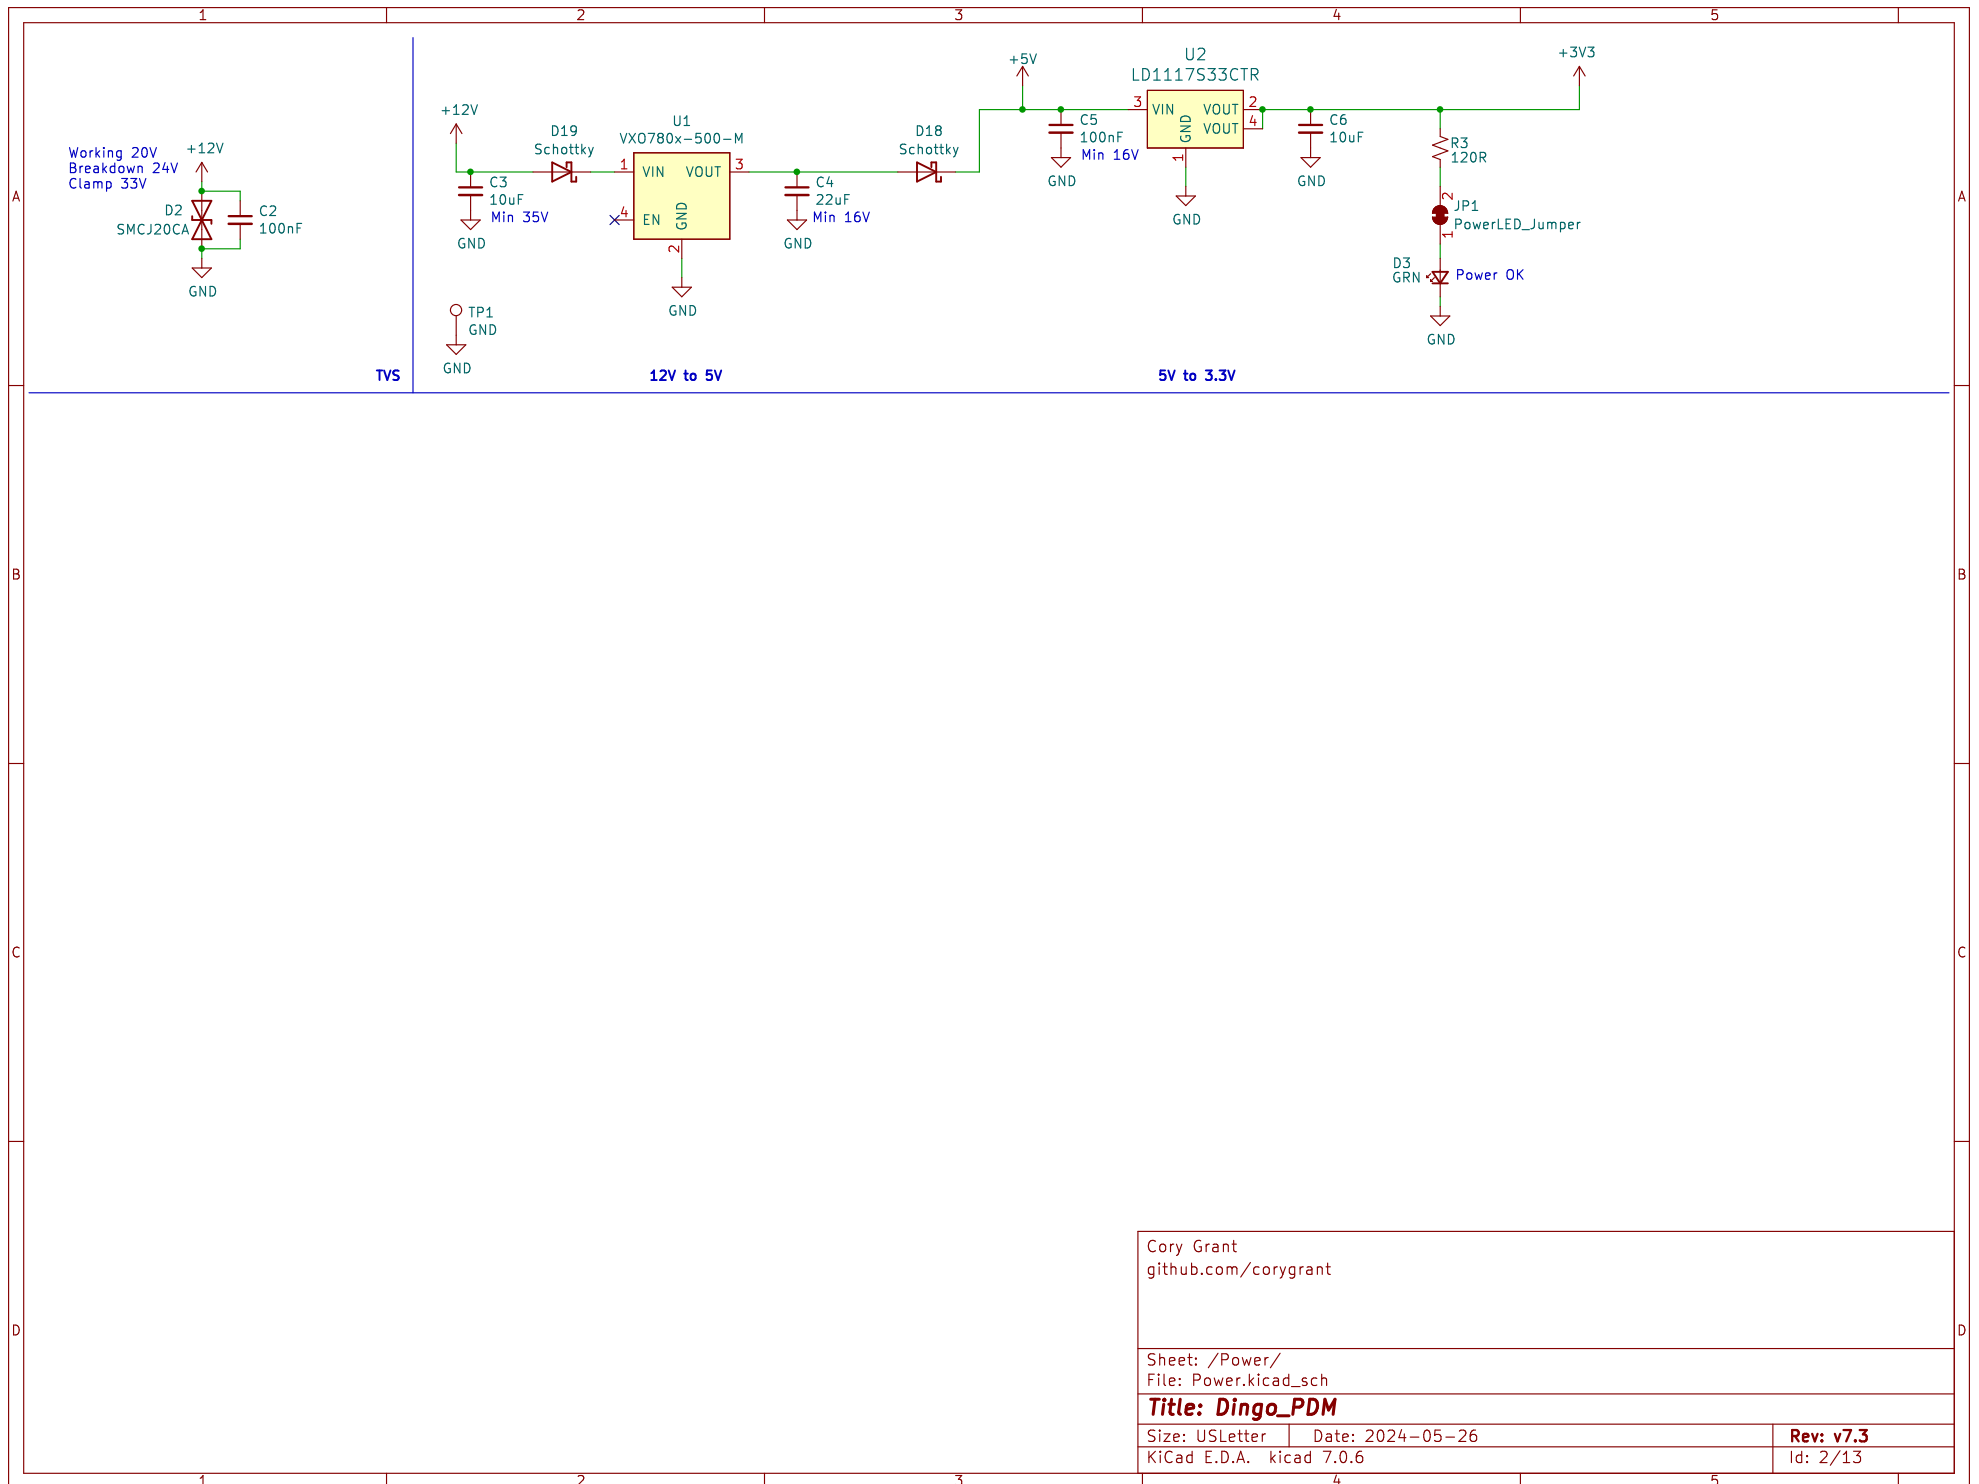 1 2 3 4 5
Working 20V
Breakdown 24V
Clamp 33V
+12V
D2
SMCJ20CA
C2
100nF
GND
TVS
+12V
C3
10uF
Min 35V
GND
D19
Schottky
U1
VXO780x-500-M
1 VIN
VOUT 3
4 EN
GND
2
GND
TP1
GND
GND
12V to 5V
C4
22uF
Min 16V
GND
D18
Schottky
+5V
C5
100nF
Min 16V
GND
U2
LD1117S33CTR
3 VIN
VOUT 2
VOUT 4
GND
1
GND
C6
10uF
GND
+3V3
R3
120R
2
JP1
PowerLED_Jumper
1
D3
GRN
Power OK
GND
5V to 3.3V
A A
B B
C C
D D
Cory Grant
github.com/corygrant
Sheet: /Power/
File: Power.kicad_sch
Title: Dingo_PDM
Size: USLetter
Date: 2024-05-26
Rev: v7.3
KiCad E.D.A. kicad 7.0.6
Id: 2/13
1 2 3 4 5